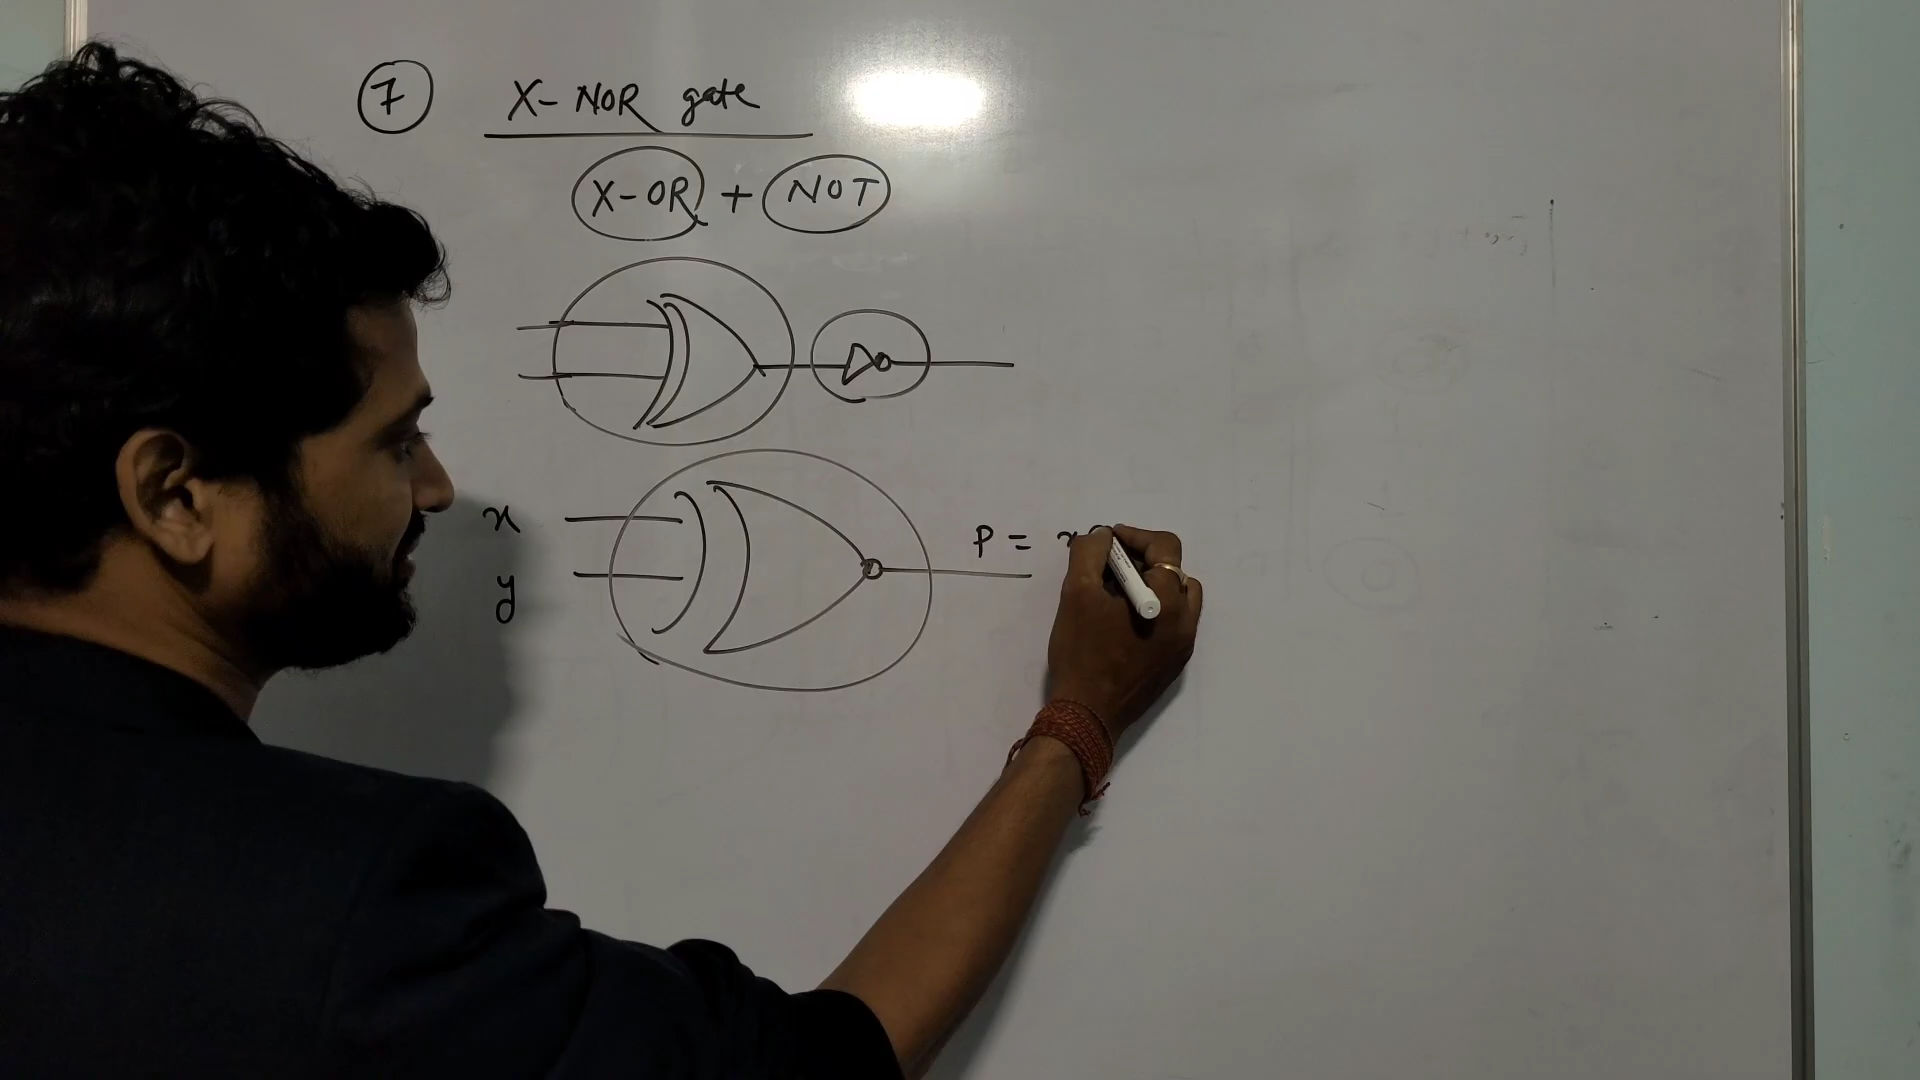 7 X-NOR gate
X-OR + NOT
x
P = x
y